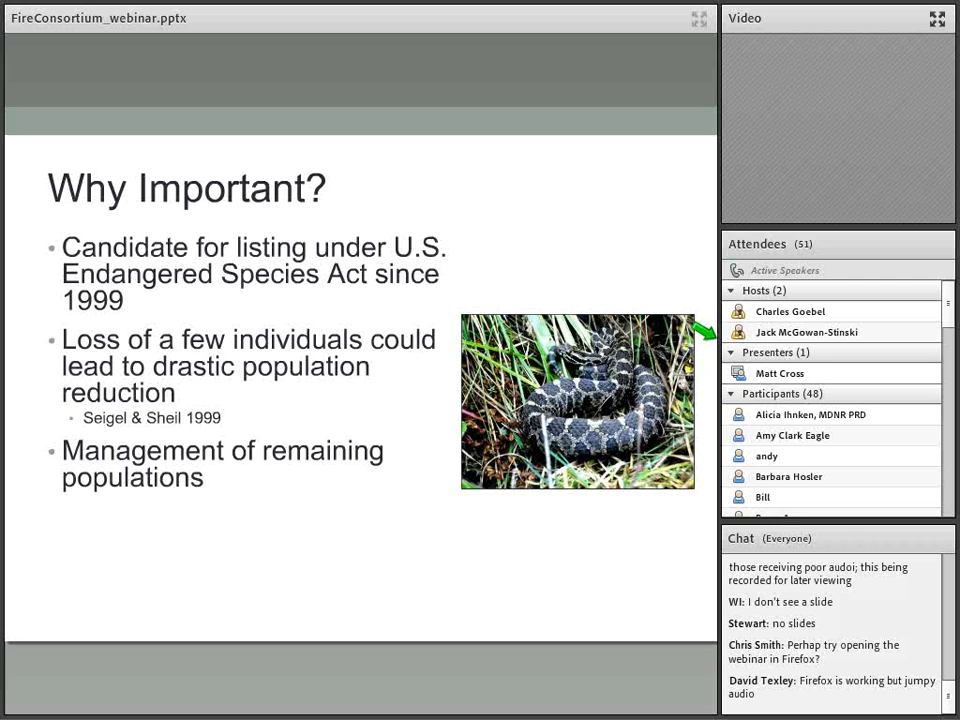 FireConsortium_webinar.pptx
Why Important?
• Candidate for listing under U.S.
Endangered Species Act since
1999
• Loss of a few individuals could
lead to drastic population
reduction
• Seigel & Sheil 1999
• Management of remaining
populations
Video
Attendees (51)
Active Speakers
Hosts (2)
Charles Goebel
Jack McGowan-Stinski
Presenters (1)
Matt Cross
Participants (48)
Alicia Ihnken, MDNR PRD
Amy Clark Eagle
andy
Barbara Hosler
Bill
Chat (Everyone)
those receiving poor audoi; this being
recorded for later viewing
WI: I don't see a slide
Stewart: no slides
Chris Smith: Perhap try opening the
webinar in Firefox?
David Texley: Firefox is working but jumpy
audio